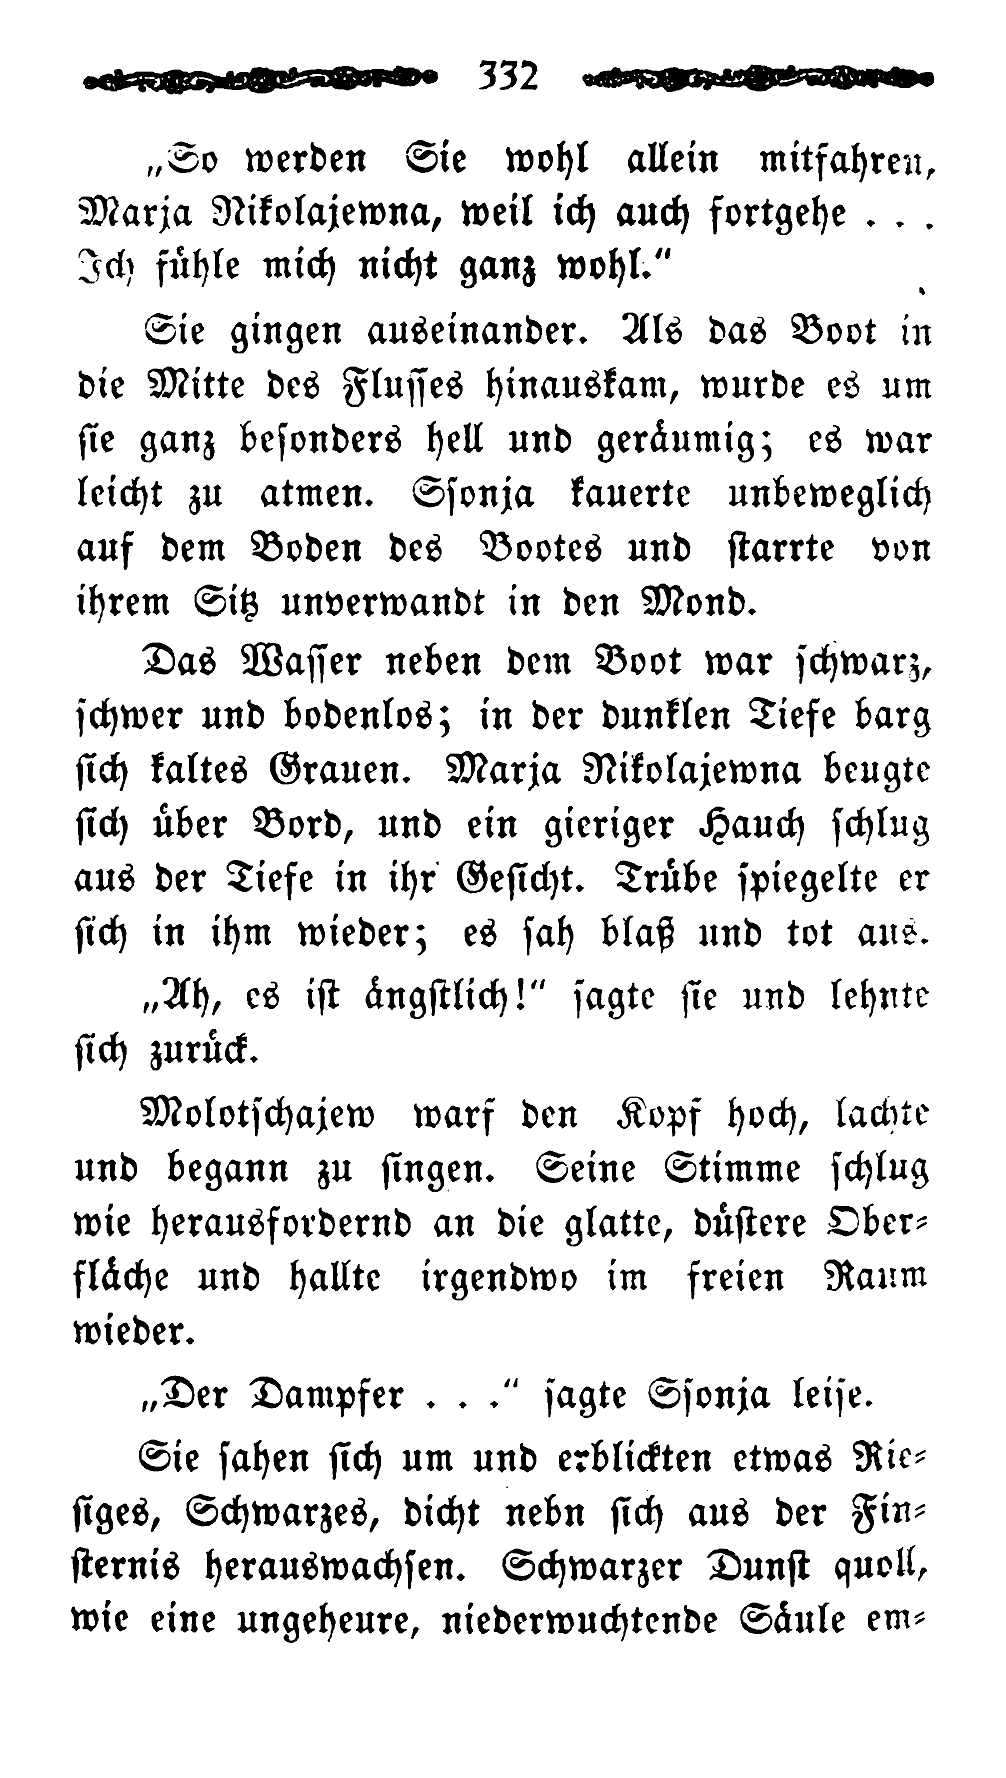 332
„So werden Sie wohl allein mitfahren,
Marja Nikolajewna, weil ich auch fortgehe . . .
Ich fühle mich nicht ganz wohl.“
Sie gingen auseinander. Als das Boot in
die Mitte des Flusses hinauskam, wurde es um
sie ganz besonders hell und geräumig; es war
leicht zu atmen. Ssonja kauerte unbeweglich
auf dem Boden des Bootes und starrte von
ihrem Sitz unverwandt in den Mond.
Das Wasser neben dem Boot war schwarz,
schwer und bodenlos; in der dunklen Tiefe barg
sich kaltes Grauen. Marja Nikolajewna beugte
sich über Bord, und ein gieriger Hauch schlug
aus der Tiefe in ihr Gesicht. Trübe spiegelte er
sich in ihm wieder; es sah blaß und tot aus.
„Ah, es ist ängstlich!“ sagte sie und lehnte
sich zurück.
Molotschajew warf den Kopf hoch, lachte
und begann zu singen. Seine Stimme schlug
wie herausfordernd an die glatte, düstere Ober-
fläche und hallte irgendwo im freien Raum
wieder.
„Der Dampfer . . .“ sagte Ssonja leise.
Sie sahen sich um und erblickten etwas Rie-
siges, Schwarzes, dicht nebn sich aus der Fin-
sternis herauswachsen. Schwarzer Dunst quoll,
wie eine ungeheure, niederwuchtende Säule em-